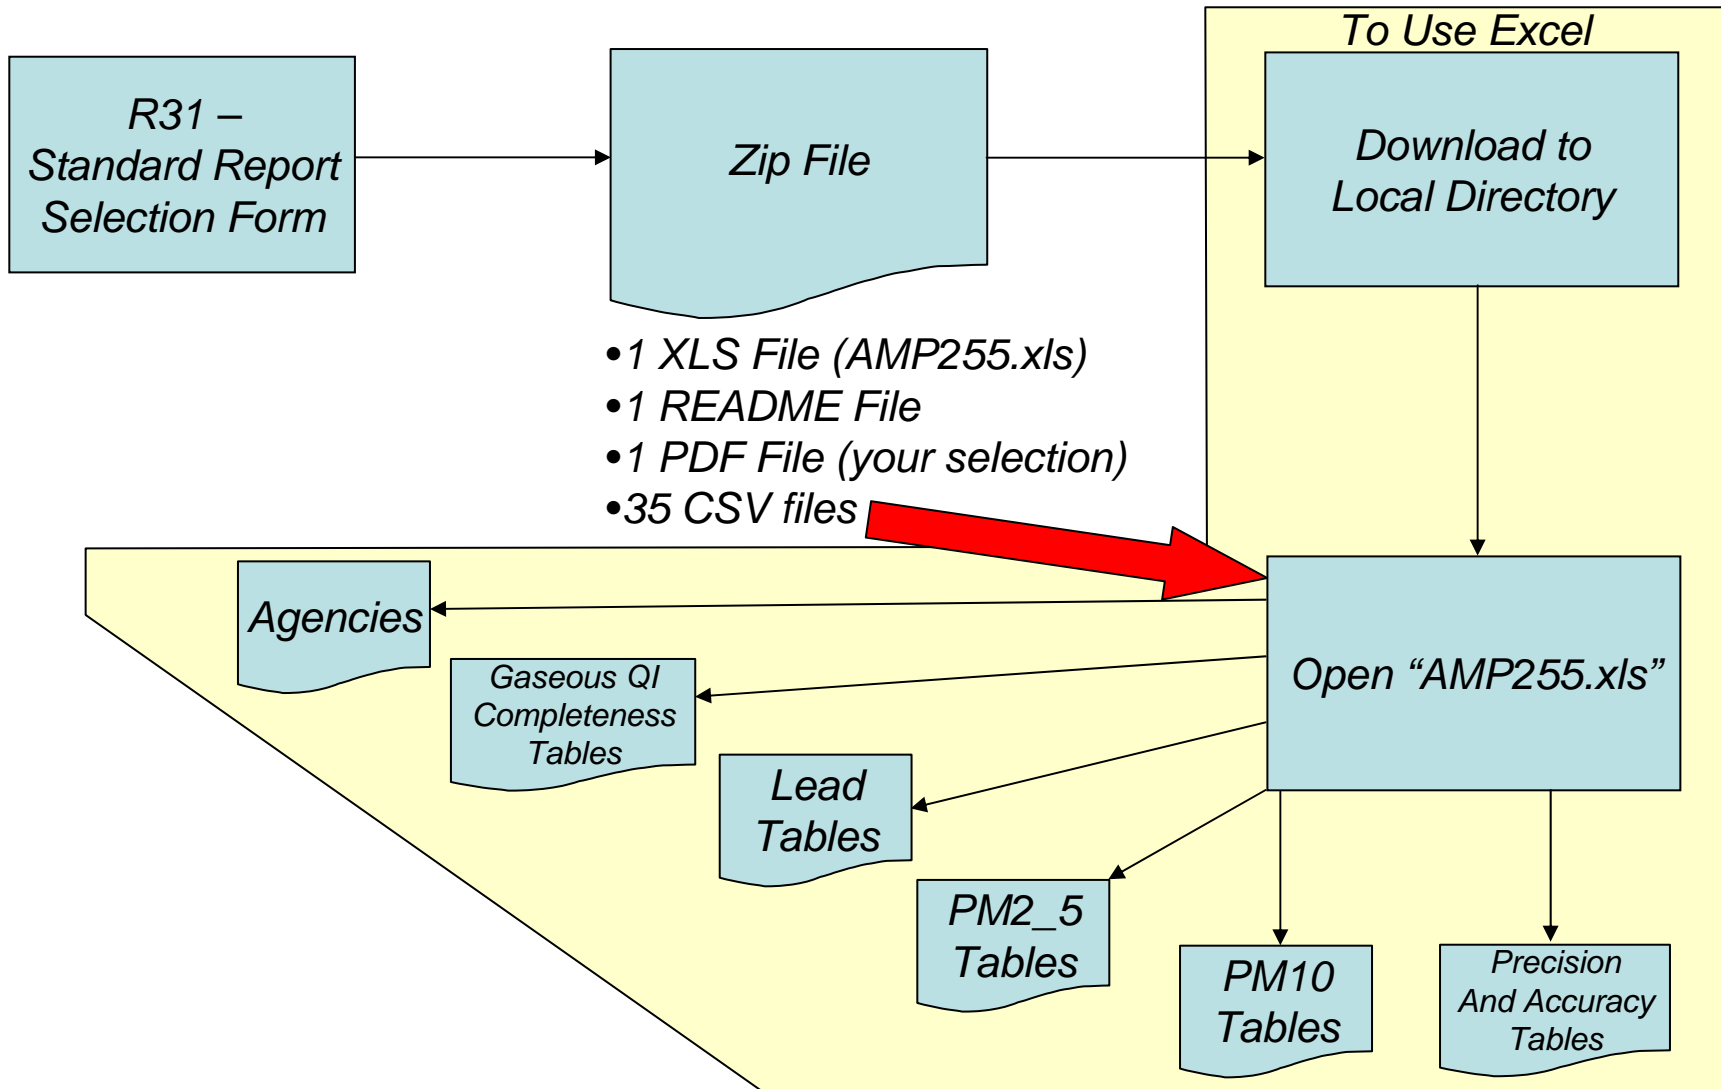 To Use Excel
R31 –
Standard Report
Selection Form
Zip File
Download to
Local Directory
•1 XLS File (AMP255.xls)
•1 README File
•1 PDF File (your selection)
•35 CSV files
Open “AMP255.xls”
Agencies
Gaseous QI
Completeness
Tables
Lead
Tables
PM2_5
Tables
PM10
Tables
Precision
And Accuracy
Tables